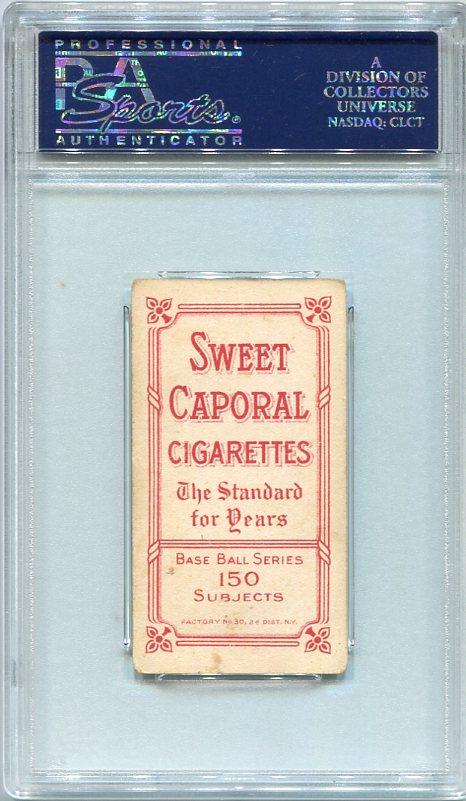 PROFESSIONAL
PSA
Sports.
AUTHENTICATOR
A
DIVISION OF
COLLECTORS
UNIVERSE
NASDAQ: CLCT
SWEET
CAPORAL
CIGARETTES
The Standard
for Years
BASE BALL SERIES
150
SUBJECTS
FACTORY No 30, 2d DIST. N.Y.